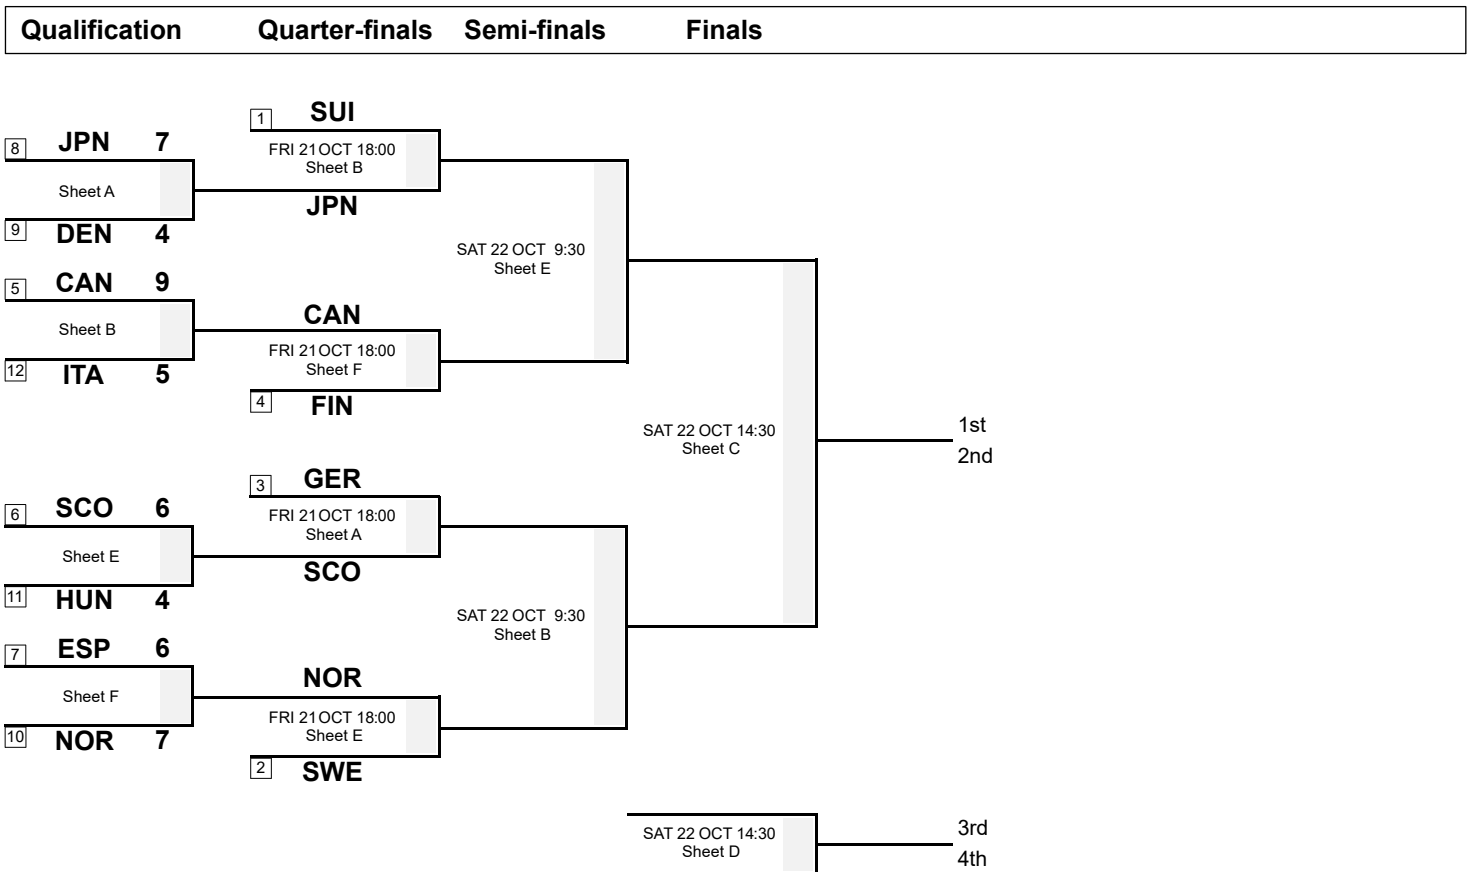 Qualification Quarter-finals Semi-finals Finals
1 SUI
8 JPN 7
FRI 21 OCT 18:00
Sheet B
Sheet A
JPN
9 DEN 4
SAT 22 OCT 9:30
Sheet E
5 CAN 9
CAN
Sheet B
FRI 21 OCT 18:00
Sheet F
12 ITA 5
4 FIN
SAT 22 OCT 14:30
Sheet C
1st
2nd
3 GER
6 SCO 6
FRI 21 OCT 18:00
Sheet A
Sheet E
SCO
11 HUN 4
SAT 22 OCT 9:30
Sheet B
7 ESP 6
NOR
Sheet F
FRI 21 OCT 18:00
Sheet E
10 NOR 7
2 SWE
SAT 22 OCT 14:30
Sheet D
3rd
4th